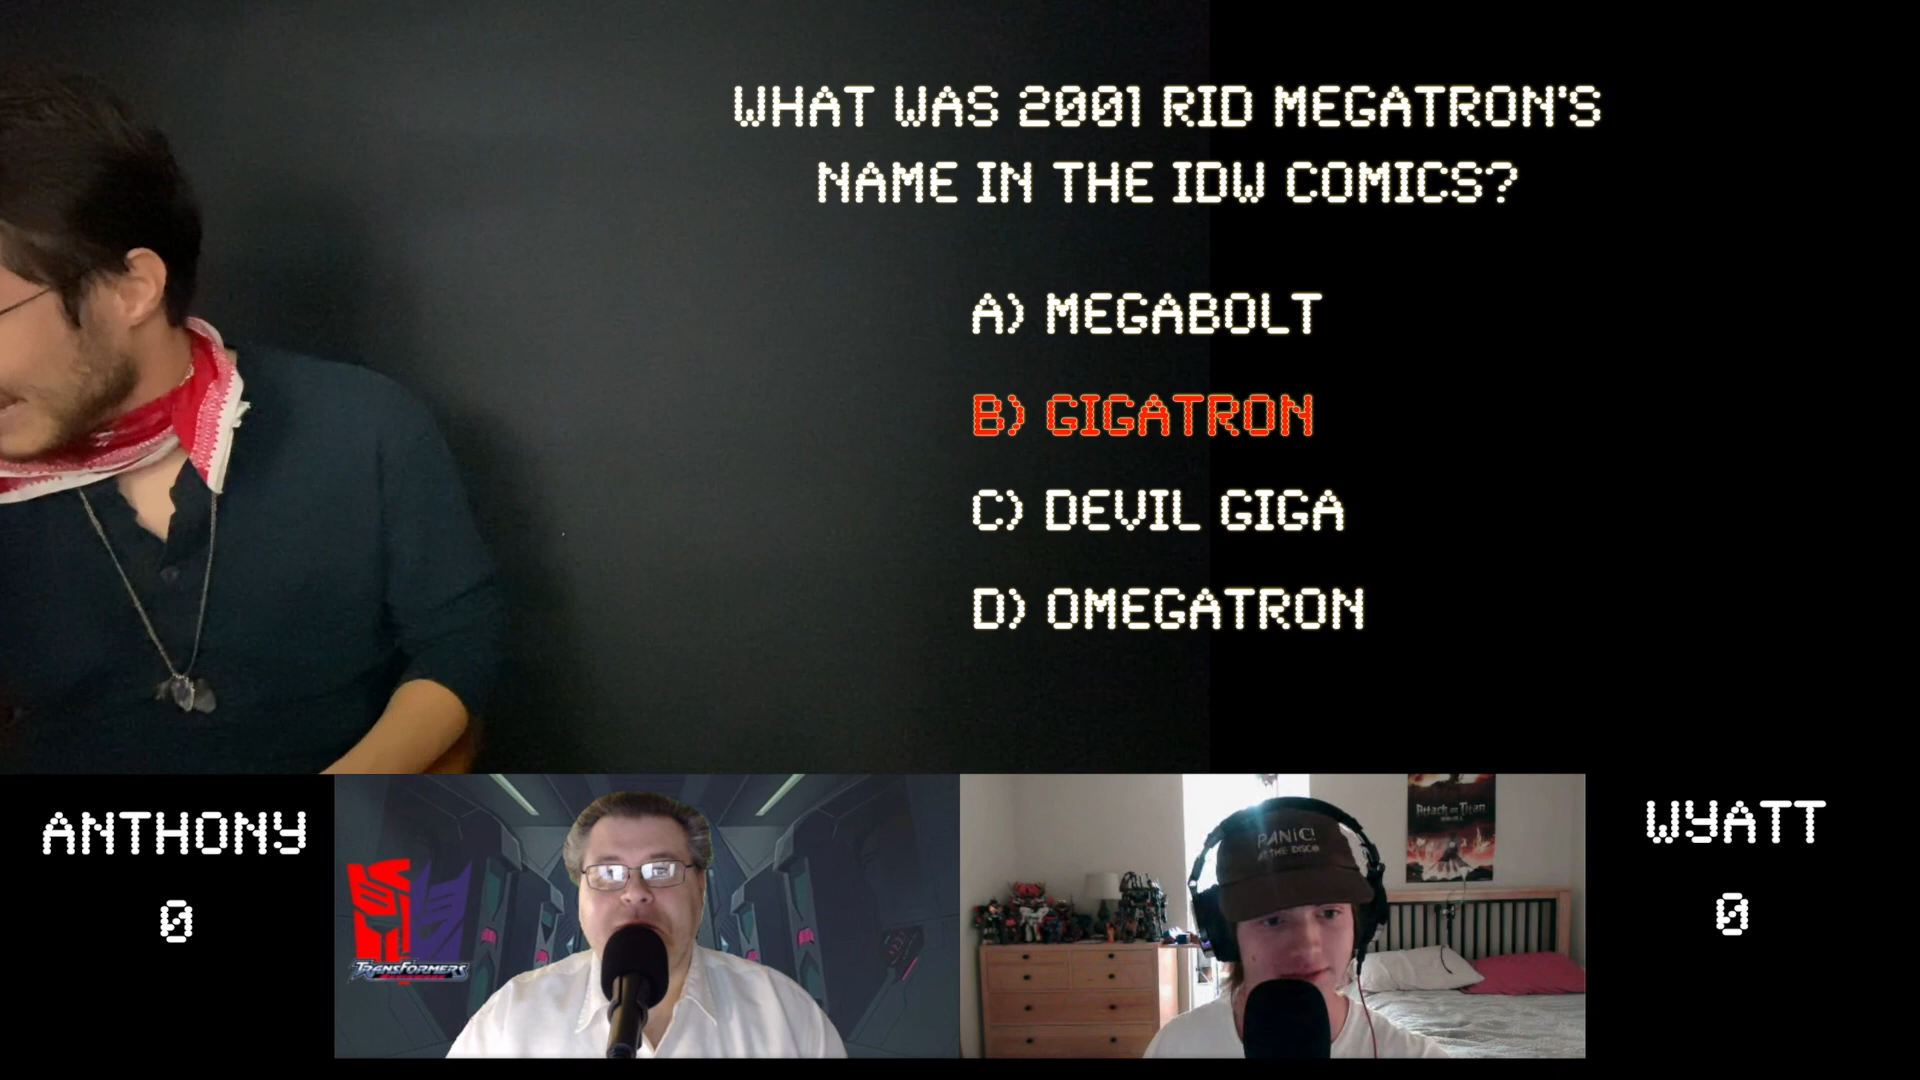 WHAT WAS 2001 RID MEGATRON'S
NAME IN THE IDW COMICS?
A) MEGABOLT
B) GIGATRON
C) DEVIL GIGA
D) OMEGATRON
ANTHONY
0
TRANSFORMERS
PANIC!
AT THE DISCO
Attack on Titan
WYATT
0